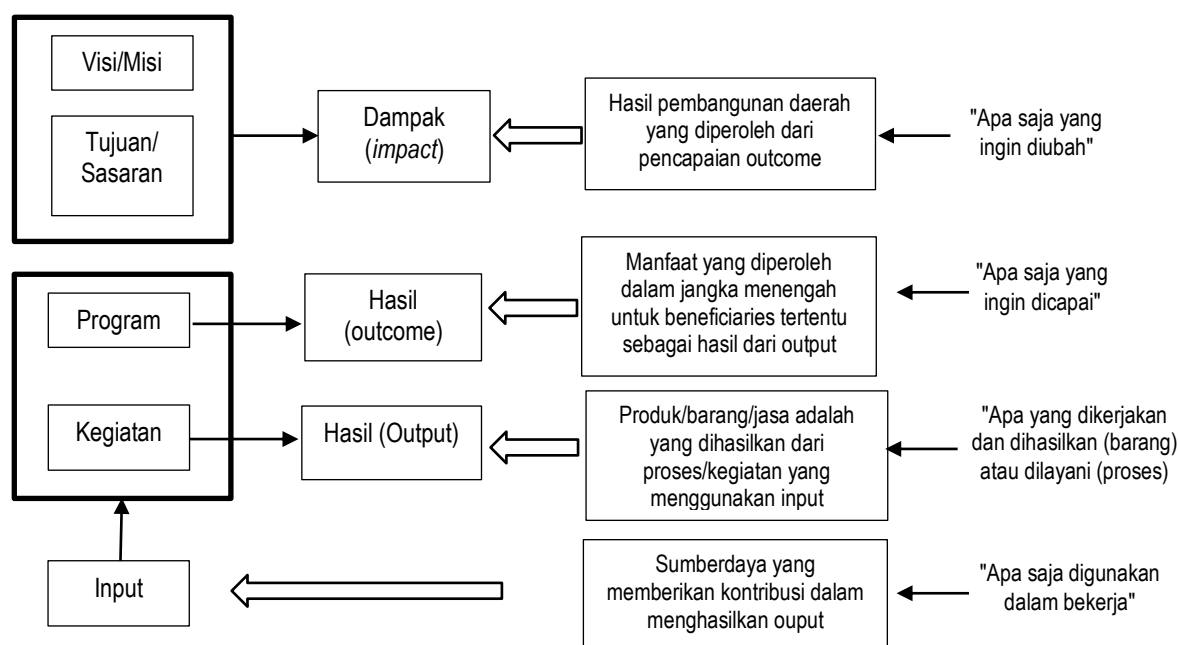 Visi/Misi
Tujuan/
Sasaran
Dampak
(impact)
Hasil pembangunan daerah
yang diperoleh dari
pencapaian outcome
"Apa saja yang
ingin diubah"
Program
Hasil
(outcome)
Manfaat yang diperoleh
dalam jangka menengah
untuk beneficiaries tertentu
sebagai hasil dari output
"Apa saja yang
ingin dicapai"
Kegiatan
Hasil (Output)
Produk/barang/jasa adalah
yang dihasilkan dari
proses/kegiatan yang
menggunakan input
"Apa yang dikerjakan
dan dihasilkan (barang)
atau dilayani (proses)
Input
Sumberdaya yang
memberikan kontribusi dalam
menghasilkan ouput
"Apa saja digunakan
dalam bekerja"